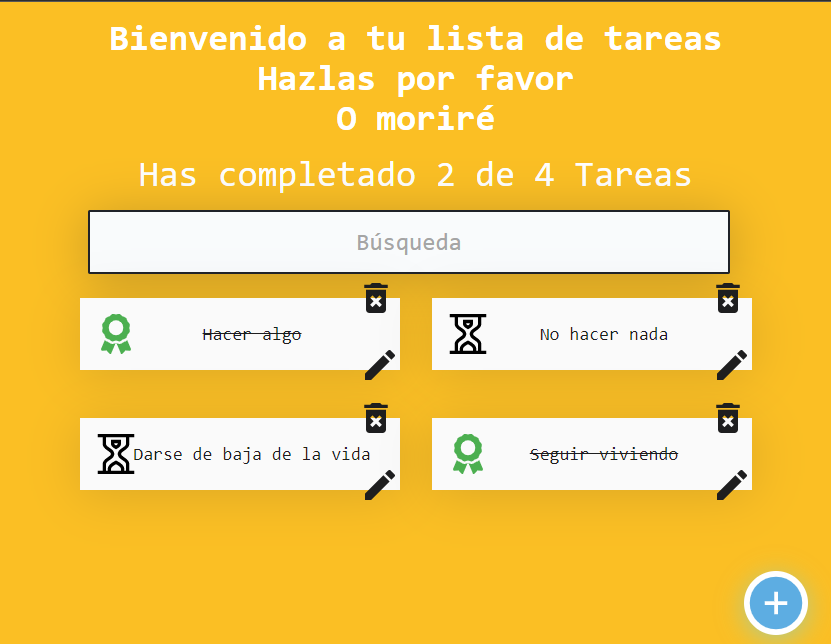 Bienvenido a tu lista de tareas
Hazlas por favor
O moriré
Has completado 2 de 4 Tareas
Búsqueda
Hacer algo
No hacer nada
Darse de baja de la vida
Seguir viviendo